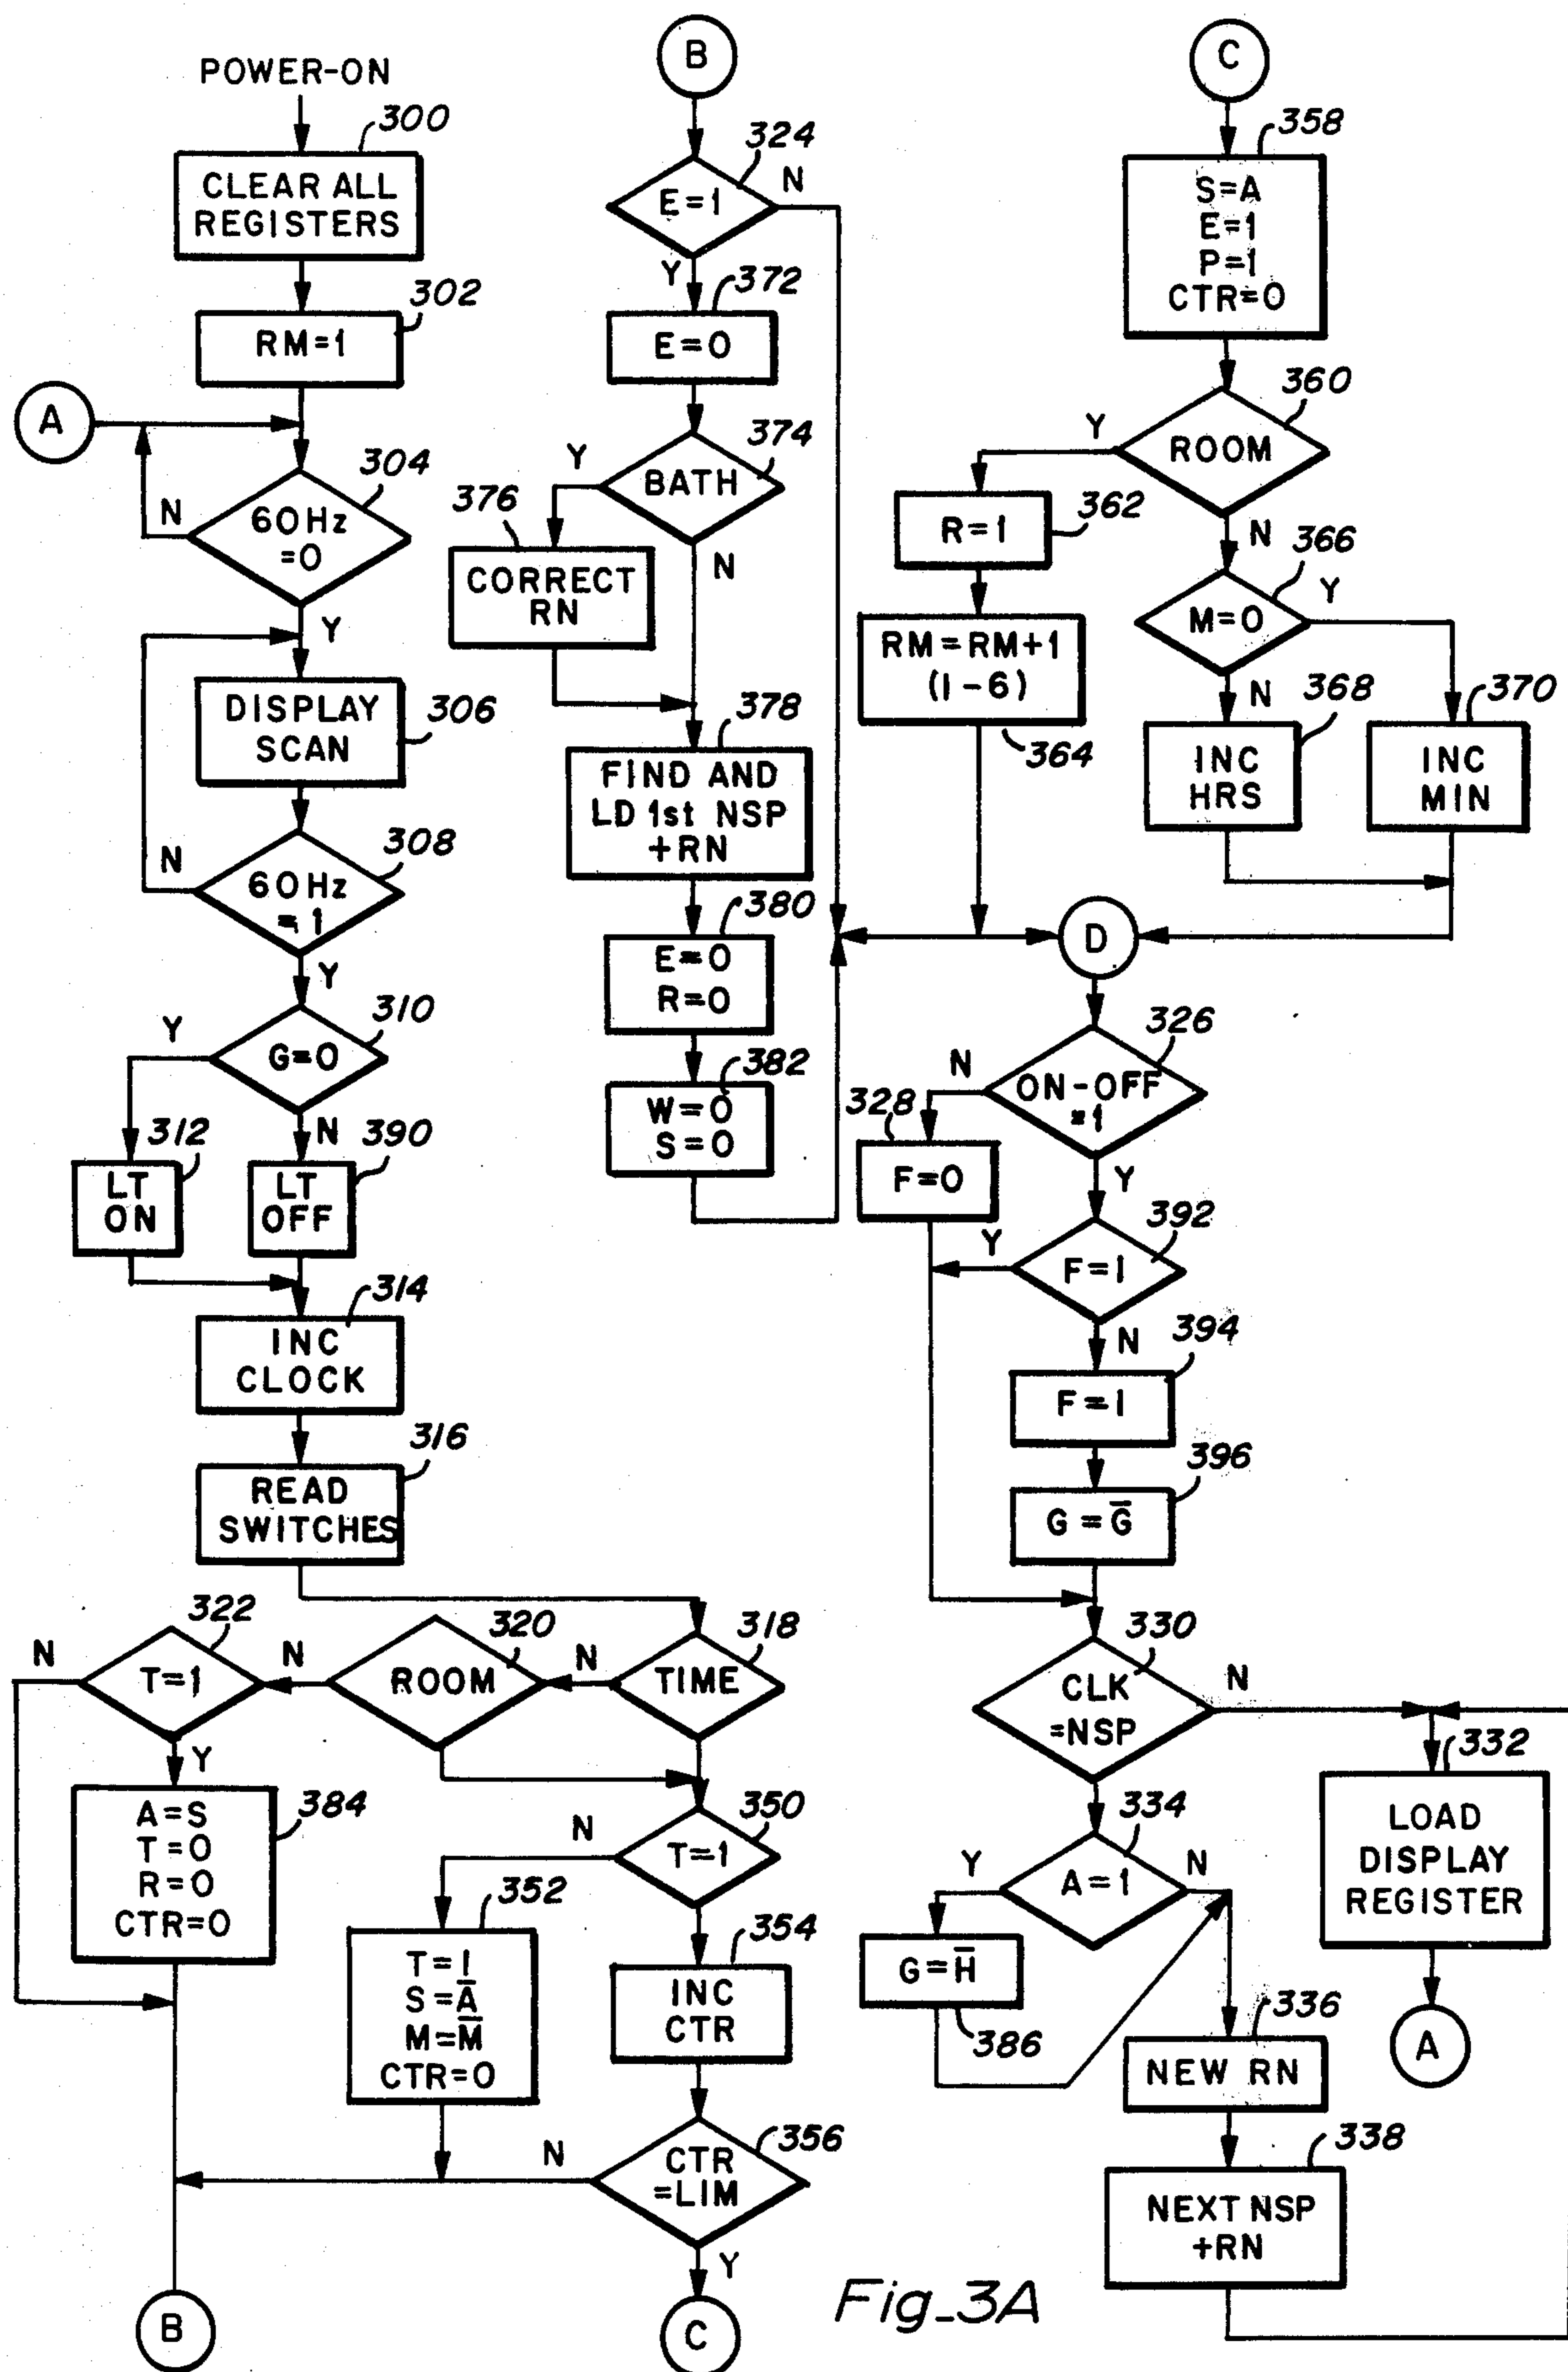 POWER-ON
300
CLEAR ALL
REGISTERS
302
RM=1
A
304
60Hz
=0
N
Y
DISPLAY
SCAN
306
308
60Hz
=1
N
Y
310
G=0
Y
N
312
LT
ON
390
LT
OFF
314
INC
CLOCK
316
READ
SWITCHES
318
TIME
N
320
ROOM
N
322
T=1
N
Y
384
A=S
T=0
R=0
CTR=0
350
T=1
N
352
T=1
S=A̅
M=M̅
CTR=0
354
INC
CTR
356
CTR
=LIM
N
Y
B
C
B
324
E=1
N
Y
372
E=0
374
BATH
Y
N
376
CORRECT
RN
378
FIND AND
LD 1st NSP
+RN
380
E=0
R=0
382
W=0
S=0
C
358
S=A
E=1
P=1
CTR=0
360
ROOM
Y
N
R=1
362
RM=RM+1
(1-6)
364
366
M=0
Y
N
368
INC
HRS
370
INC
MIN
D
326
ON-OFF
=1
N
Y
328
F=0
392
F=1
Y
N
394
F=1
396
G=G̅
330
CLK
=NSP
N
332
LOAD
DISPLAY
REGISTER
A
334
A=1
Y
N
G=H̅
386
336
NEW RN
338
NEXT NSP
+RN
Fig_3A